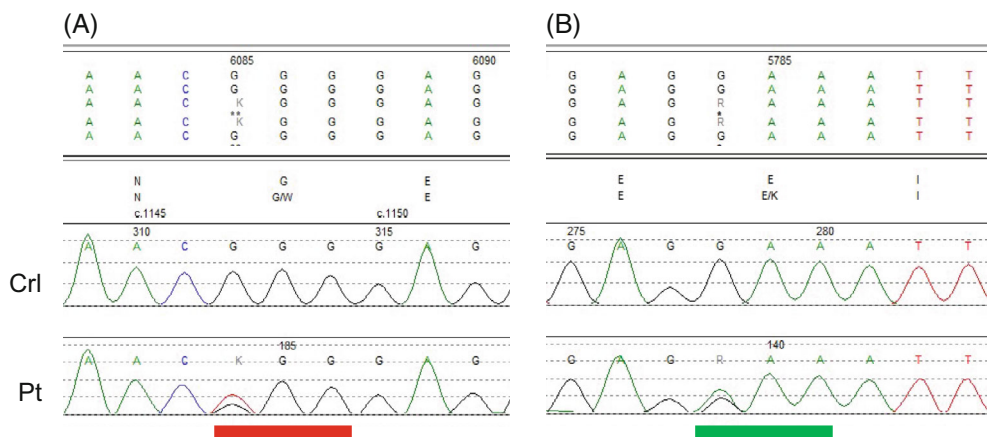 (A)
6085 6090
A A C G G G G A G
A A C G G G G A G
A A C K G G G A G
**
A A C K G G G A G
A A C G G G G A G
N G E
N G/W E
c.1145 c.1150
310 315
A A C G G G G A G
Crl
185
A A C K G G G A G
Pt
(B)
5785
G A G G A A A T T
G A G G A A A T T
G A G R A A A T T
*
G A G R A A A T T
G A G G A A A T T
E E I
E E/K I
275 280
G A G G A A A T T
140
G A G R A A A T T